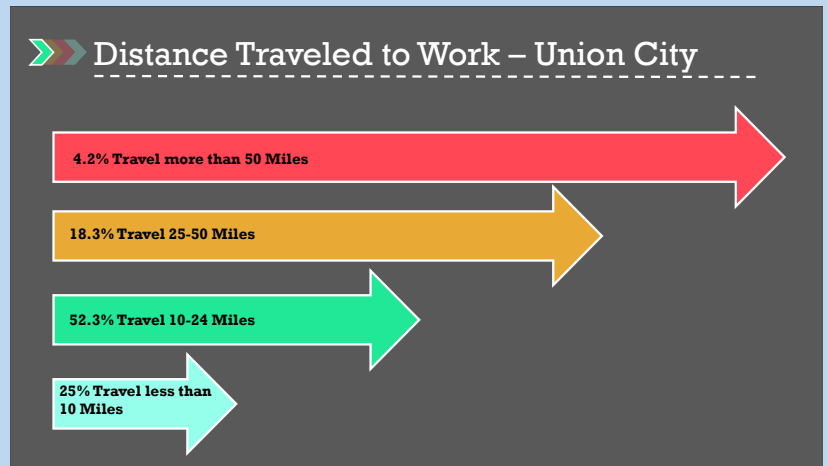 Distance Traveled to Work – Union City
4.2% Travel more than 50 Miles
18.3% Travel 25-50 Miles
52.3% Travel 10-24 Miles
25% Travel less than
10 Miles